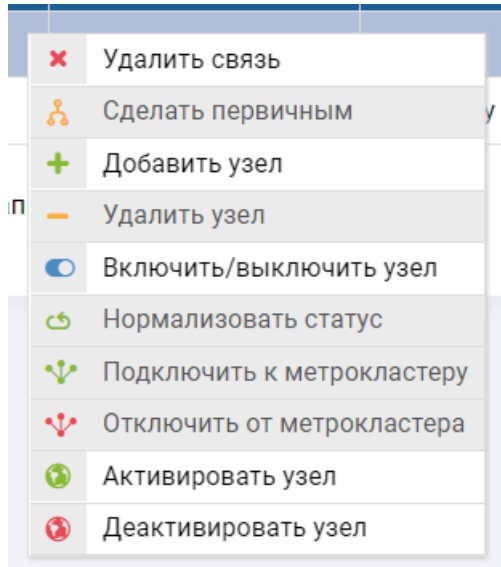 Удалить связь
Сделать первичным
у
Добавить узел
п
Удалить узел
Включить/выключить узел
Нормализовать статус
Подключить к метрокластеру
Отключить от метрокластера
Активировать узел
Деактивировать узел